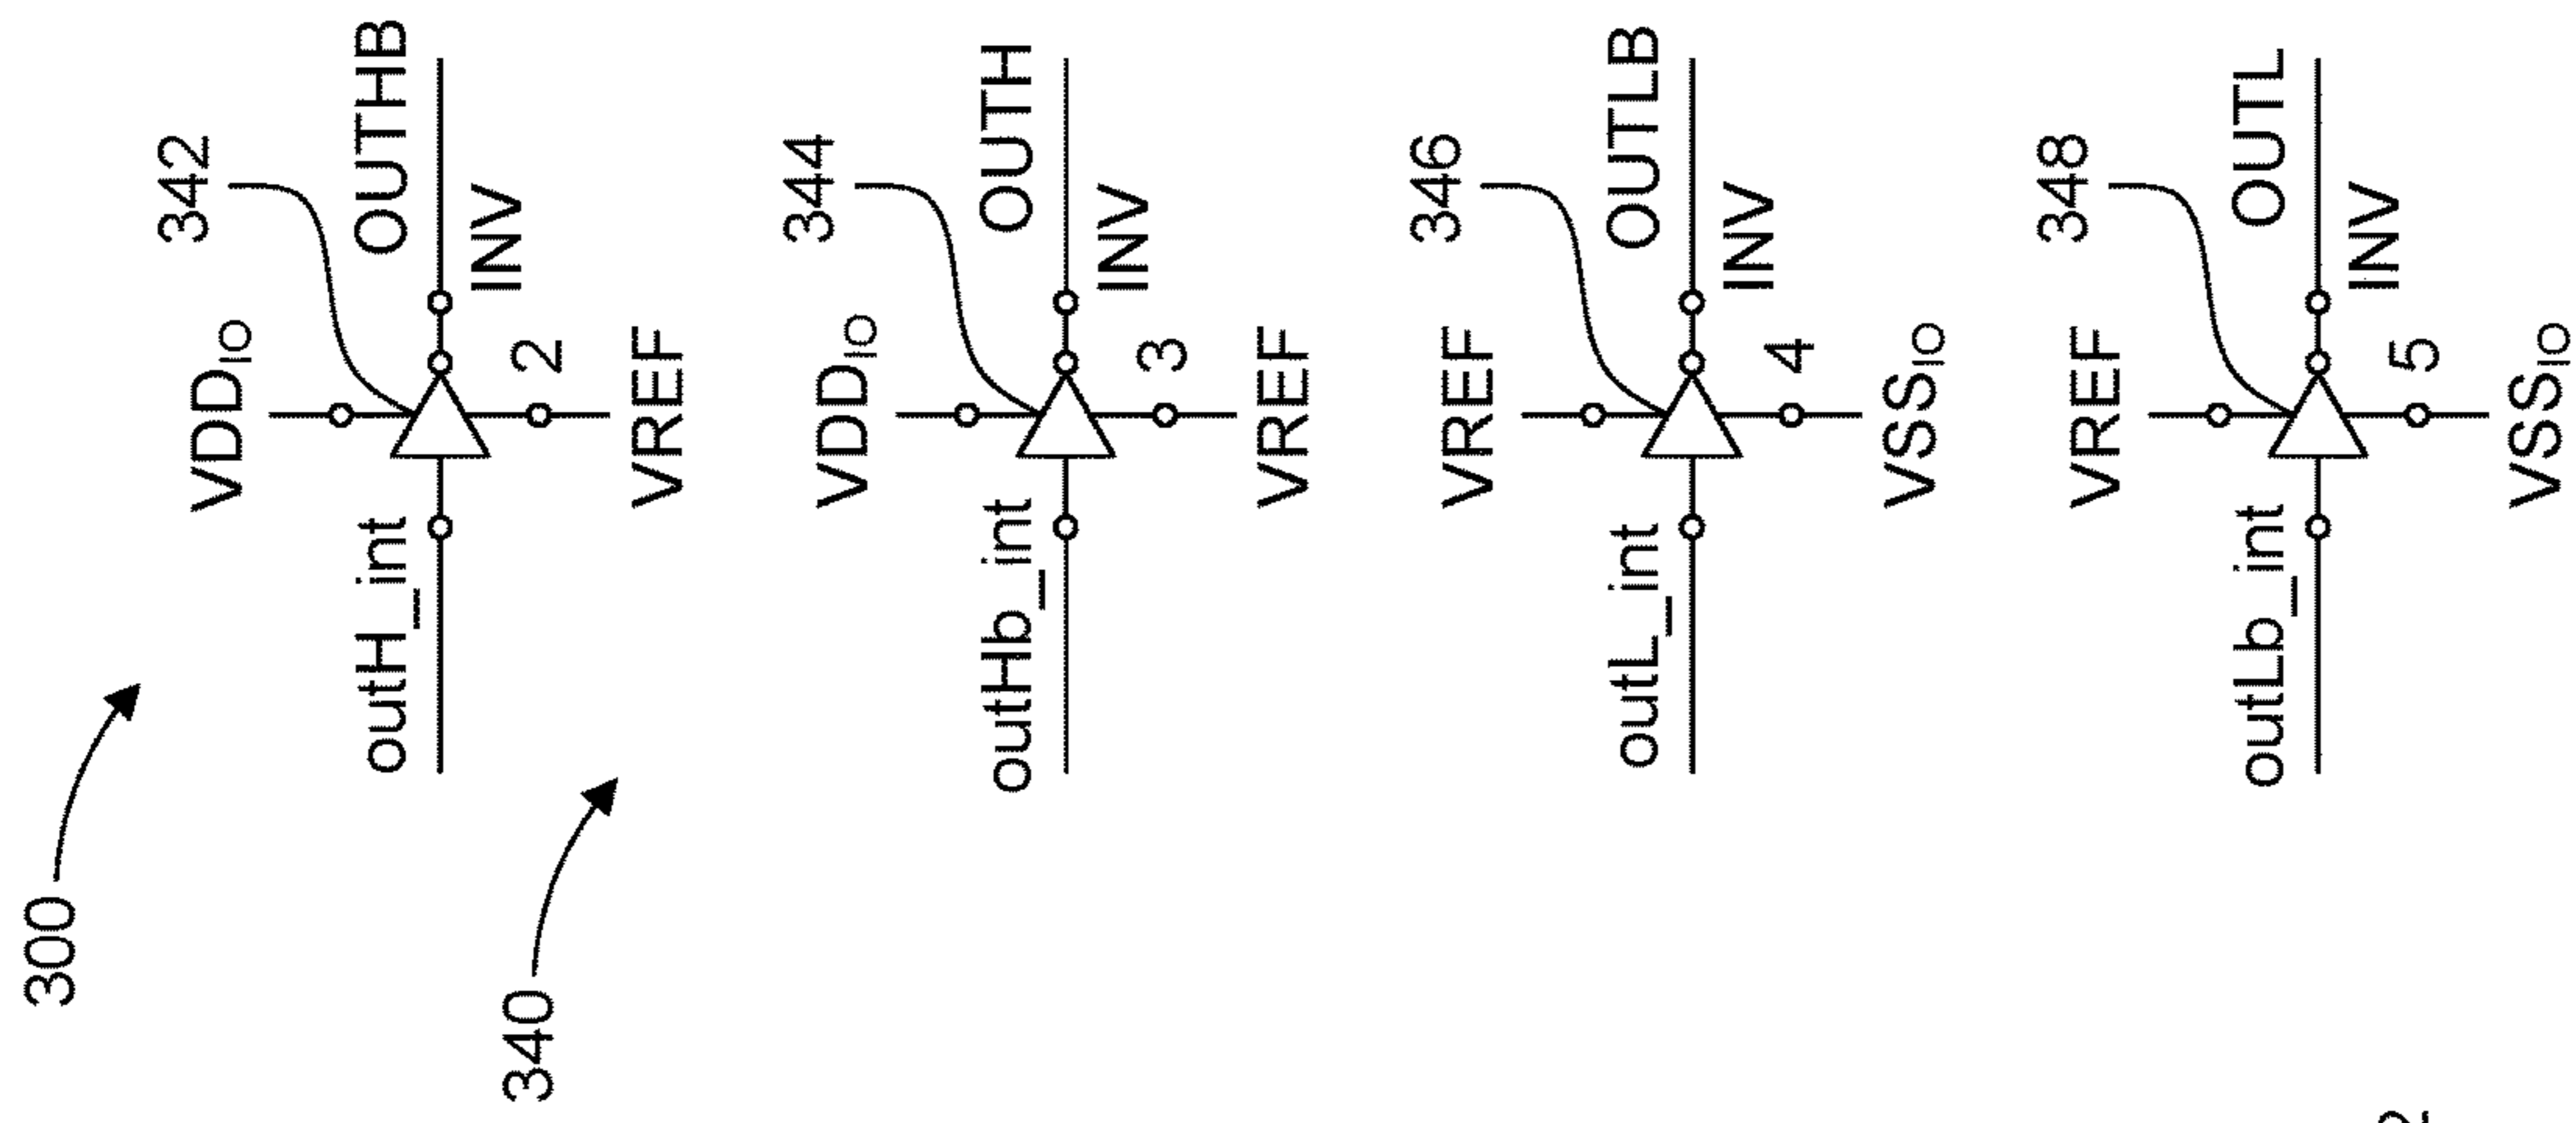 300
340
342
VDD_IO
outH_int
OUTHB
INV
2
VREF
344
VDD_IO
outHb_int
OUTH
INV
3
VREF
346
VREF
outL_int
OUTLB
INV
4
VSS_IO
348
VREF
outLb_int
OUTL
INV
5
VSS_IO